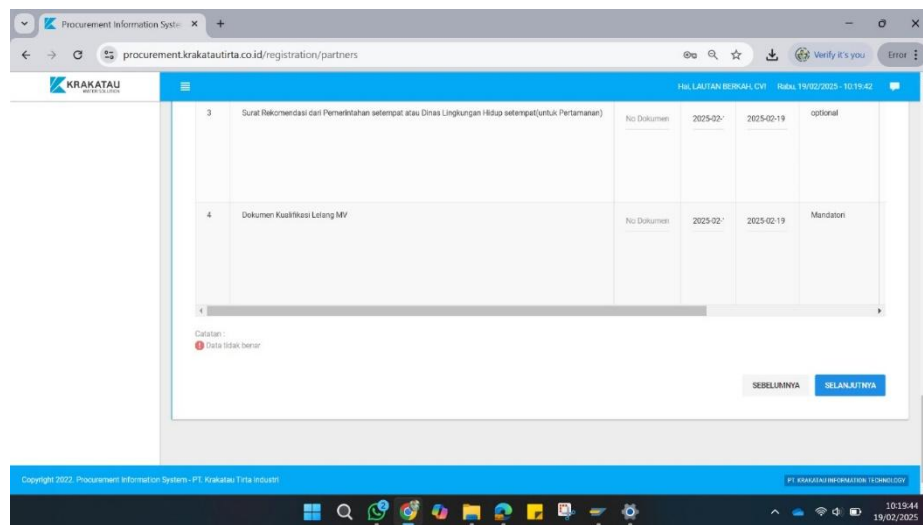 Procurement Information Syste
procurement.krakatautirta.co.id/registration/partners
Verify it's you
Error
KRAKATAU
Hai, LAUTAN BERKAH, CV! Rabu, 19/02/2025 - 10:19:42
3 Surat Rekomendasi dari Pemerintahan setempat atau Dinas Lingkungan Hidup setempat(untuk Pertamanan) No Dokumen 2025-02- 2025-02-19 optional
4 Dokumen Kualifikasi Lelang MV No Dokumen 2025-02- 2025-02-19 Mandatori
Catatan :
Data tidak benar
SEBELUMNYA SELANJUTNYA
Copyright 2022. Procurement Information System - PT. Krakatau Tirta Industri
PT. KRAKATAU INFORMATION TECHNOLOGY
10:19:44
19/02/2025